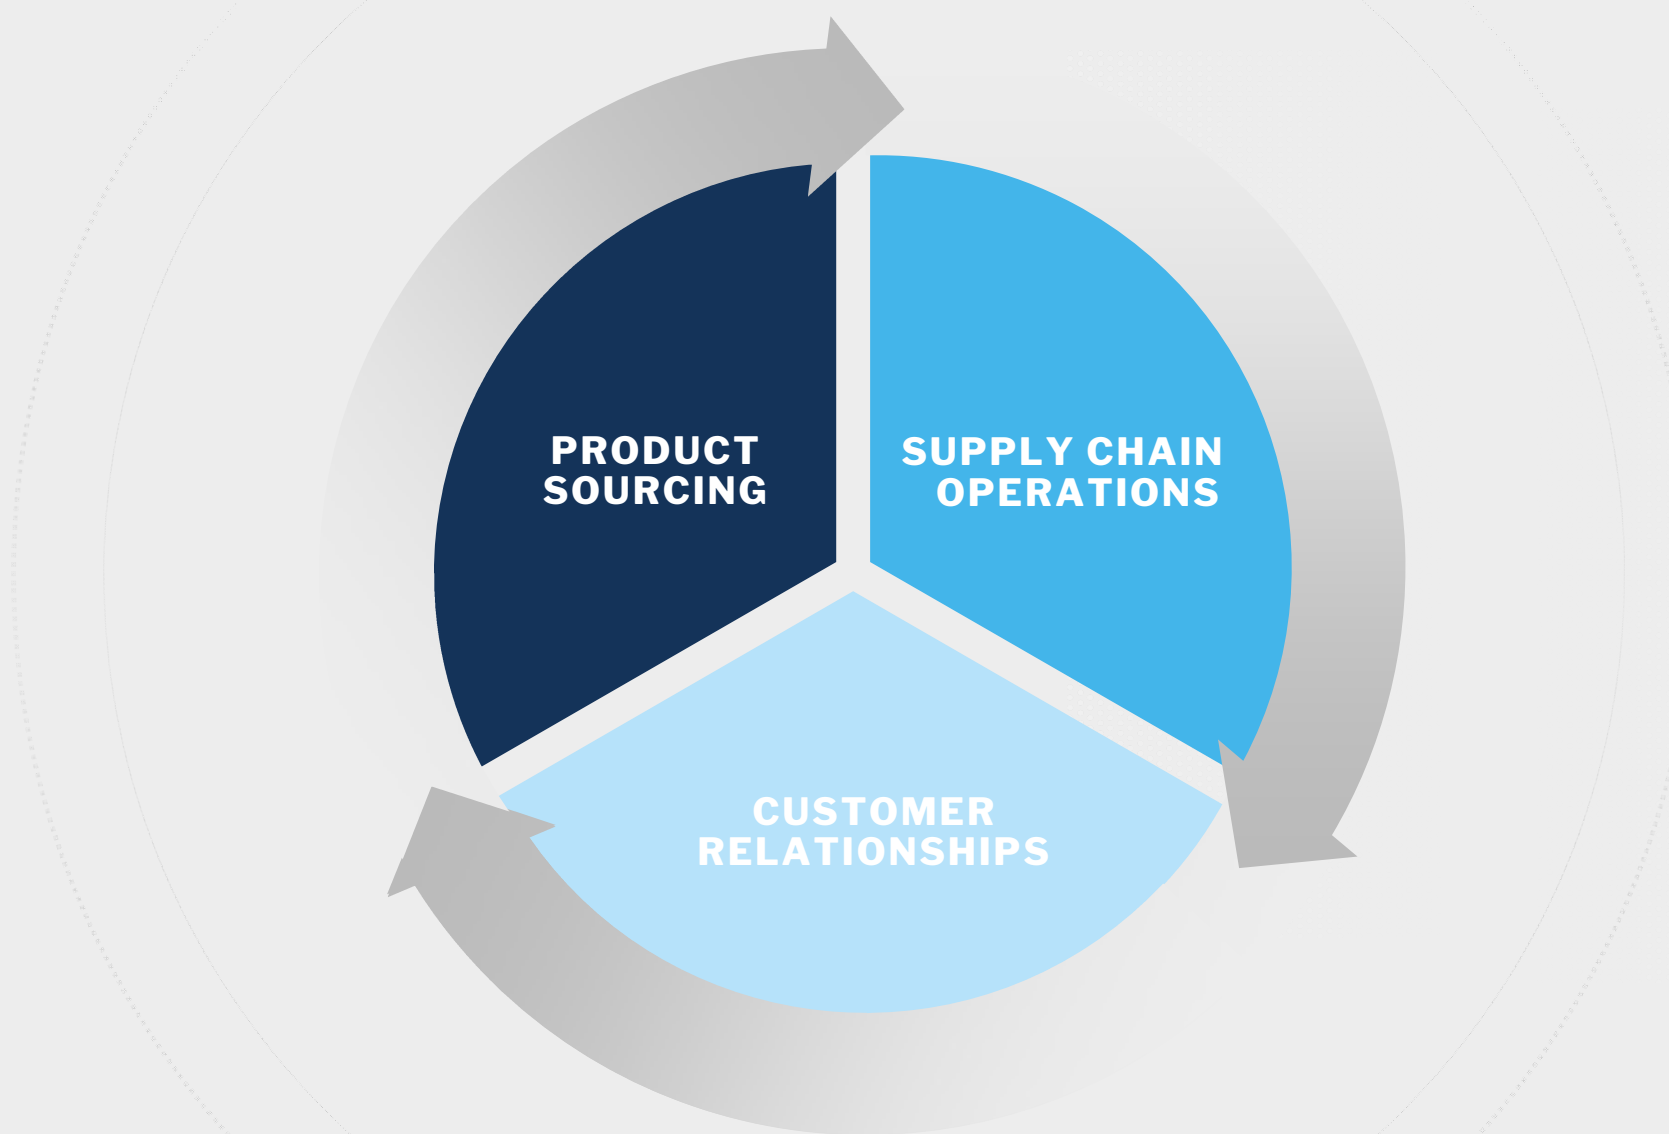 PRODUCT
SOURCING
SUPPLY CHAIN
OPERATIONS
CUSTOMER
RELATIONSHIPS